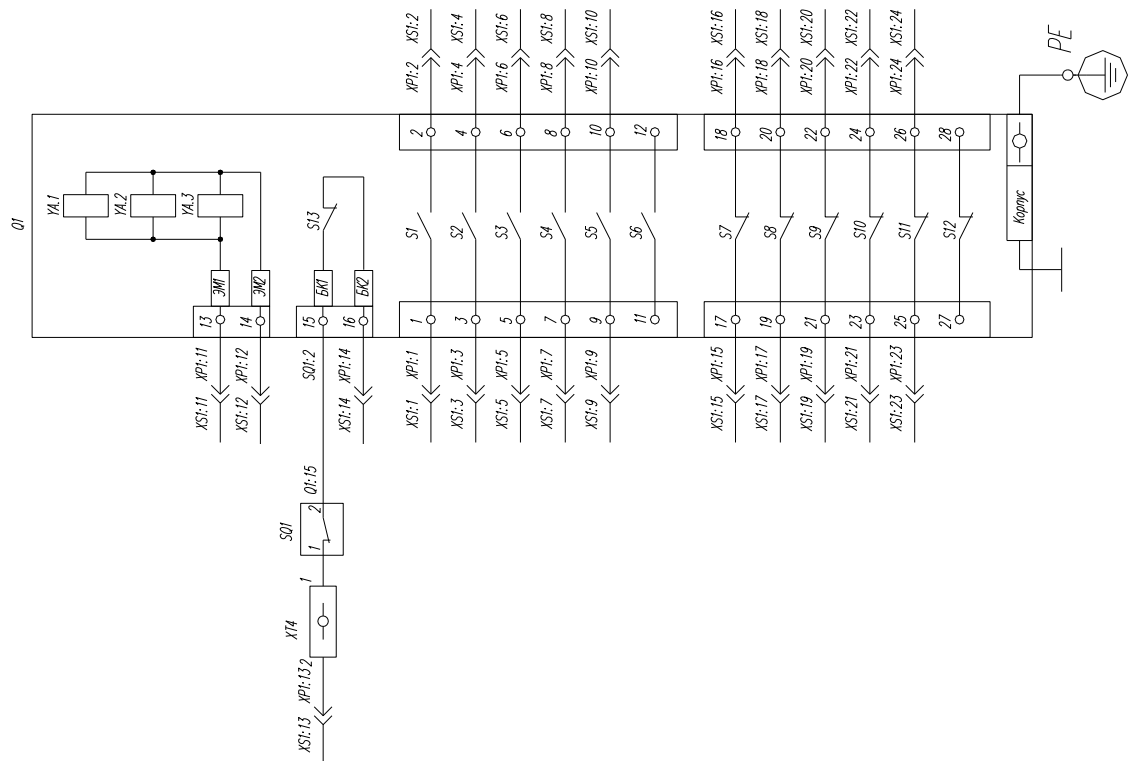 Q1
YA.1
YA.2
YA.3
ЭМ1
ЭМ2
13
14
XP1:11
XP1:12
XS1:11
XS1:12
S13
БК1
БК2
15
16
SQ1:2
XP1:14
XS1:14
Q1:15
SQ1
2
1
1
XT4
2
XP1:13
XS1:13
XS1:2
XS1:4
XS1:6
XS1:8
XS1:10
XP1:2
XP1:4
XP1:6
XP1:8
XP1:10
2
4
6
8
10
12
S1
S2
S3
S4
S5
S6
1
3
5
7
9
11
XP1:1
XP1:3
XP1:5
XP1:7
XP1:9
XS1:1
XS1:3
XS1:5
XS1:7
XS1:9
XS1:16
XS1:18
XS1:20
XS1:22
XS1:24
XP1:16
XP1:18
XP1:20
XP1:22
XP1:24
18
20
22
24
26
28
S7
S8
S9
S10
S11
S12
17
19
21
23
25
27
XP1:15
XP1:17
XP1:19
XP1:21
XP1:23
XS1:15
XS1:17
XS1:19
XS1:21
XS1:23
Корпус
PE